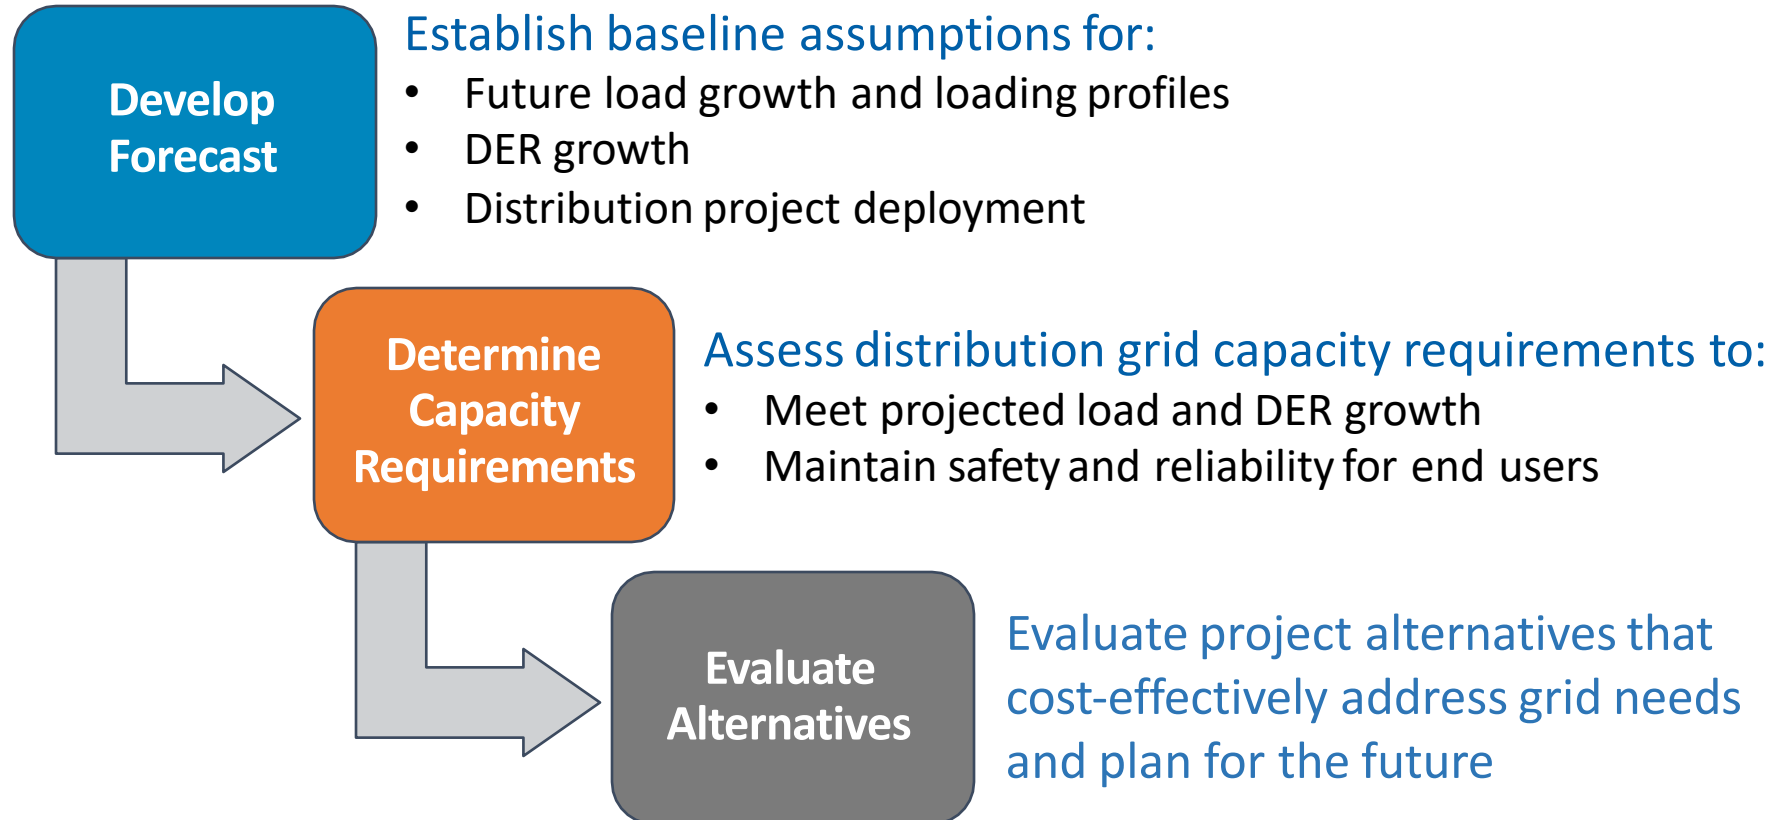 Develop
Forecast
Establish baseline assumptions for:
• Future load growth and loading profiles
• DER growth
• Distribution project deployment
Determine
Capacity
Requirements
Assess distribution grid capacity requirements to:
• Meet projected load and DER growth
• Maintain safety and reliability for end users
Evaluate
Alternatives
Evaluate project alternatives that
cost-effectively address grid needs
and plan for the future